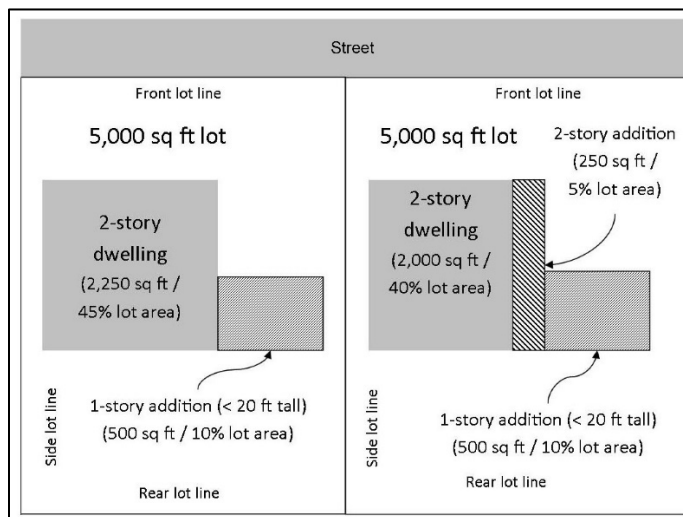 Street
Front lot line
5,000 sq ft lot
2-story
dwelling
(2,250 sq ft /
45% lot area)
1-story addition (< 20 ft tall)
(500 sq ft / 10% lot area)
Side lot line
Rear lot line
Front lot line
5,000 sq ft lot
2-story addition
(250 sq ft /
5% lot area)
2-story
dwelling
(2,000 sq ft /
40% lot area)
1-story addition (< 20 ft tall)
(500 sq ft / 10% lot area)
Side lot line
Rear lot line